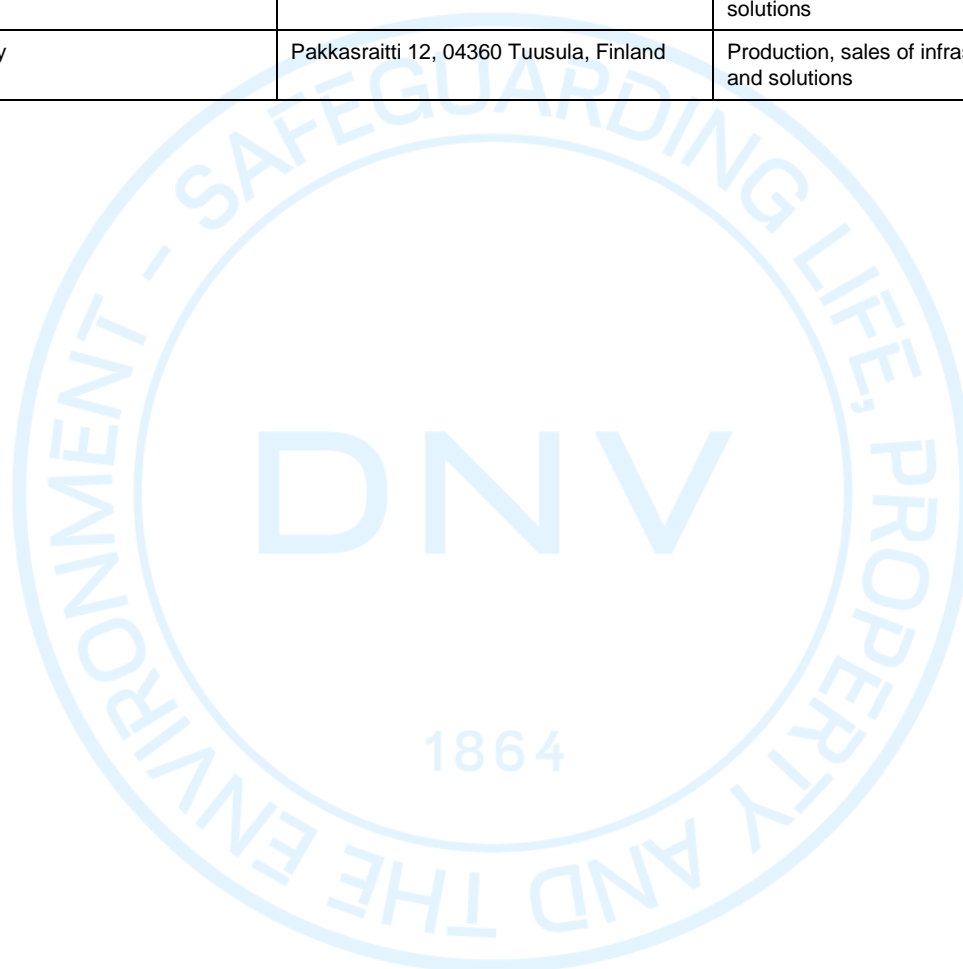 solutions
y Pakkasraitti 12, 04360 Tuusula, Finland Production, sales of infras
and solutions
SAFEGUARDING LIFE, PROPERTY AND THE ENVIRONMENT -
DNV
1864